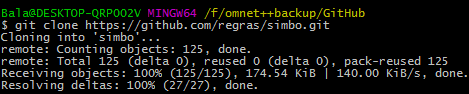 Bala@DESKTOP-QRPO02V MINGW64 /f/omnet++backup/GitHub
$ git clone https://github.com/regras/simbo.git
Cloning into 'simbo'...
remote: Counting objects: 125, done.
remote: Total 125 (delta 0), reused 0 (delta 0), pack-reused 125
Receiving objects: 100% (125/125), 174.54 KiB | 140.00 KiB/s, done.
Resolving deltas: 100% (27/27), done.